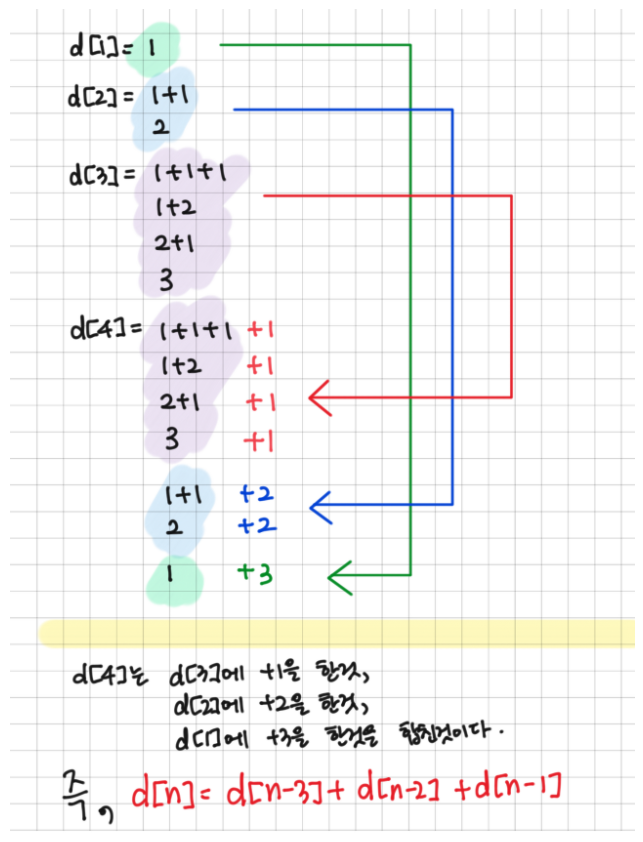 d[1]= 1
d[2]= 1+1
2
d[3]= 1+1+1
1+2
2+1
3
d[4]= 1+1+1 +1
1+2 +1
2+1 +1
3 +1
1+1 +2
2 +2
1 +3
d[4]는 d[3]에 +1을 한것,
d[2]에 +2을 한것,
d[1]에 +3을 한것을 합친것이다.
즉, d[n]= d[n-3]+ d[n-2] +d[n-1]